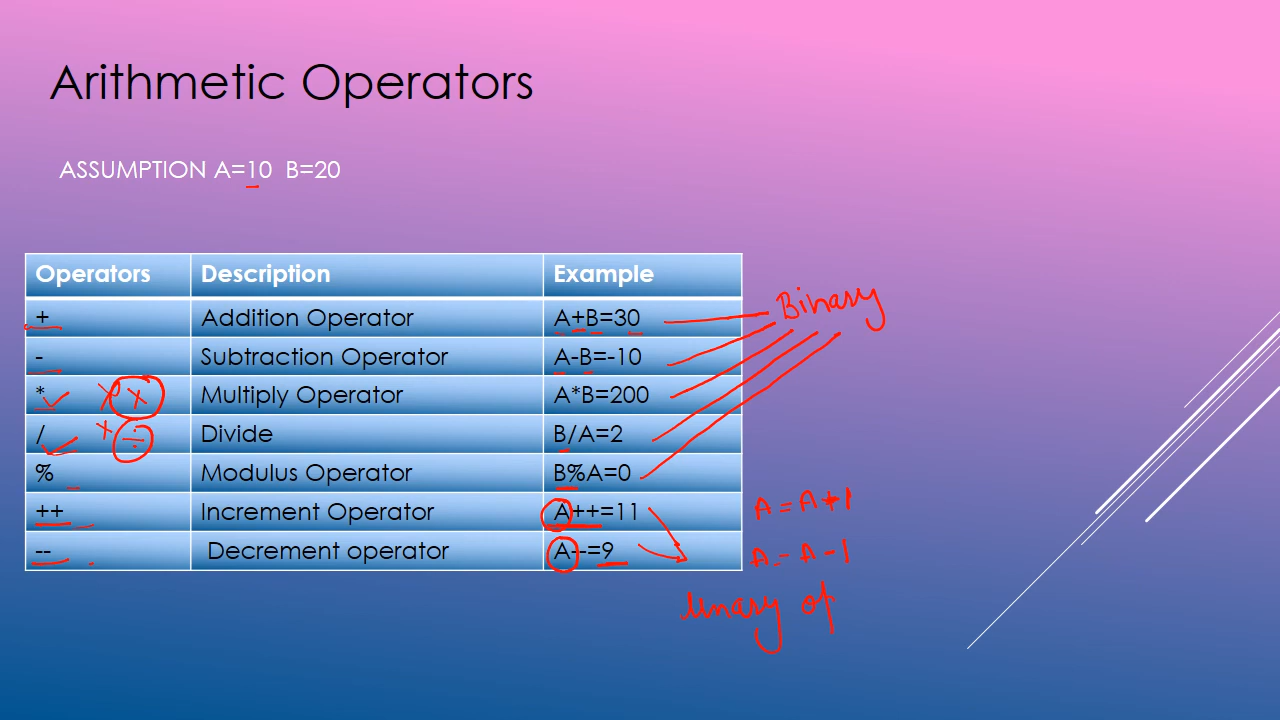 Arithmetic Operators
ASSUMPTION A=10 B=20
Operators Description Example
+ Addition Operator A+B=30
- Subtraction Operator A-B=-10
Binary
* x x Multiply Operator A*B=200
/ x ÷ Divide B/A=2
% Modulus Operator B%A=0
++ Increment Operator A++=11
A = A+1
-- Decrement operator A--=9
A = A-1
Unary op